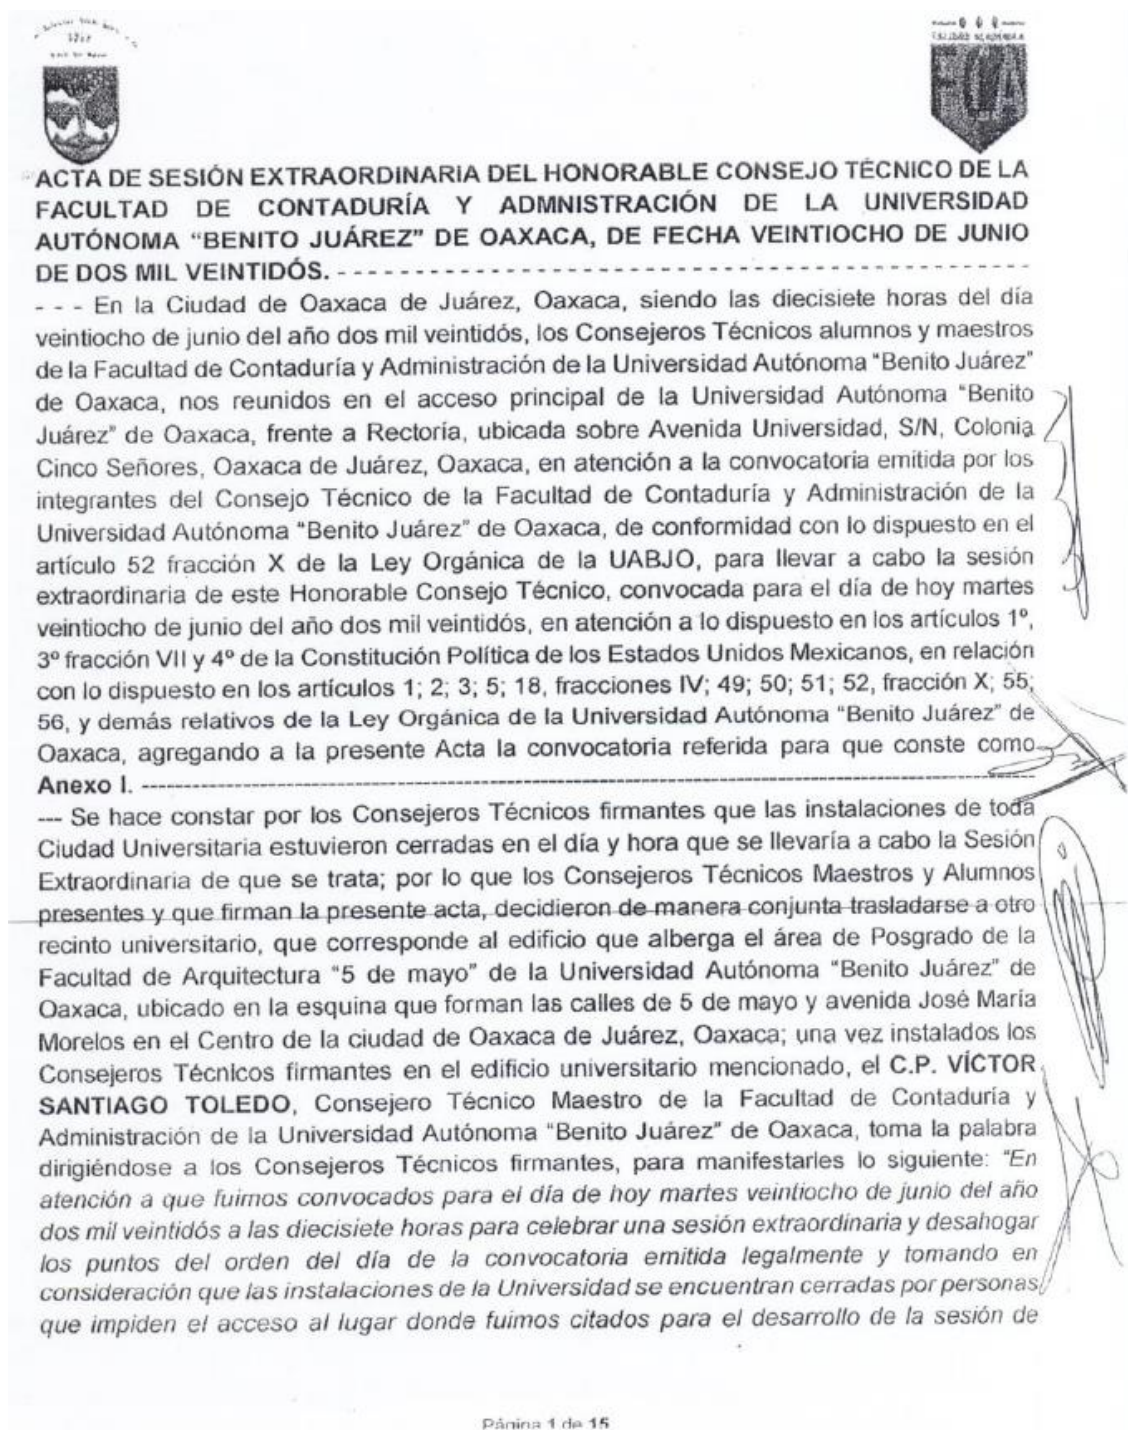 ACTA DE SESIÓN EXTRAORDINARIA DEL HONORABLE CONSEJO TÉCNICO DE LA
FACULTAD DE CONTADURÍA Y ADMNISTRACIÓN DE LA UNIVERSIDAD
AUTÓNOMA “BENITO JUÁREZ” DE OAXACA, DE FECHA VEINTIOCHO DE JUNIO
DE DOS MIL VEINTIDÓS. - - - - - - - - - - - - - - - - - - - - - - - - - - - - - - - - - - - - - - - - - - - - - - - -
- - - En la Ciudad de Oaxaca de Juárez, Oaxaca, siendo las diecisiete horas del día
veintiocho de junio del año dos mil veintidós, los Consejeros Técnicos alumnos y maestros
de la Facultad de Contaduría y Administración de la Universidad Autónoma “Benito Juárez”
de Oaxaca, nos reunidos en el acceso principal de la Universidad Autónoma “Benito
Juárez” de Oaxaca, frente a Rectoría, ubicada sobre Avenida Universidad, S/N, Colonia
Cinco Señores, Oaxaca de Juárez, Oaxaca, en atención a la convocatoria emitida por los
integrantes del Consejo Técnico de la Facultad de Contaduría y Administración de la
Universidad Autónoma “Benito Juárez” de Oaxaca, de conformidad con lo dispuesto en el
artículo 52 fracción X de la Ley Orgánica de la UABJO, para llevar a cabo la sesión
extraordinaria de este Honorable Consejo Técnico, convocada para el día de hoy martes
veintiocho de junio del año dos mil veintidós, en atención a lo dispuesto en los artículos 1º,
3º fracción VII y 4º de la Constitución Política de los Estados Unidos Mexicanos, en relación
con lo dispuesto en los artículos 1; 2; 3; 5; 18, fracciones IV; 49; 50; 51; 52, fracción X; 55;
56, y demás relativos de la Ley Orgánica de la Universidad Autónoma “Benito Juárez” de
Oaxaca, agregando a la presente Acta la convocatoria referida para que conste como
Anexo I. ------------------------------------------------------------------------------------------
--- Se hace constar por los Consejeros Técnicos firmantes que las instalaciones de toda
Ciudad Universitaria estuvieron cerradas en el día y hora que se llevaría a cabo la Sesión
Extraordinaria de que se trata; por lo que los Consejeros Técnicos Maestros y Alumnos
presentes y que firman la presente acta, decidieron de manera conjunta trasladarse a otro
recinto universitario, que corresponde al edificio que alberga el área de Posgrado de la
Facultad de Arquitectura “5 de mayo” de la Universidad Autónoma “Benito Juárez” de
Oaxaca, ubicado en la esquina que forman las calles de 5 de mayo y avenida José María
Morelos en el Centro de la ciudad de Oaxaca de Juárez, Oaxaca; una vez instalados los
Consejeros Técnicos firmantes en el edificio universitario mencionado, el C.P. VÍCTOR
SANTIAGO TOLEDO, Consejero Técnico Maestro de la Facultad de Contaduría y
Administración de la Universidad Autónoma “Benito Juárez” de Oaxaca, toma la palabra
dirigiéndose a los Consejeros Técnicos firmantes, para manifestarles lo siguiente: “En
atención a que fuimos convocados para el día de hoy martes veintiocho de junio del año
dos mil veintidós a las diecisiete horas para celebrar una sesión extraordinaria y desahogar
los puntos del orden del día de la convocatoria emitida legalmente y tomando en
consideración que las instalaciones de la Universidad se encuentran cerradas por personas
que impiden el acceso al lugar donde fuimos citados para el desarrollo de la sesión de
Página 1 de 15